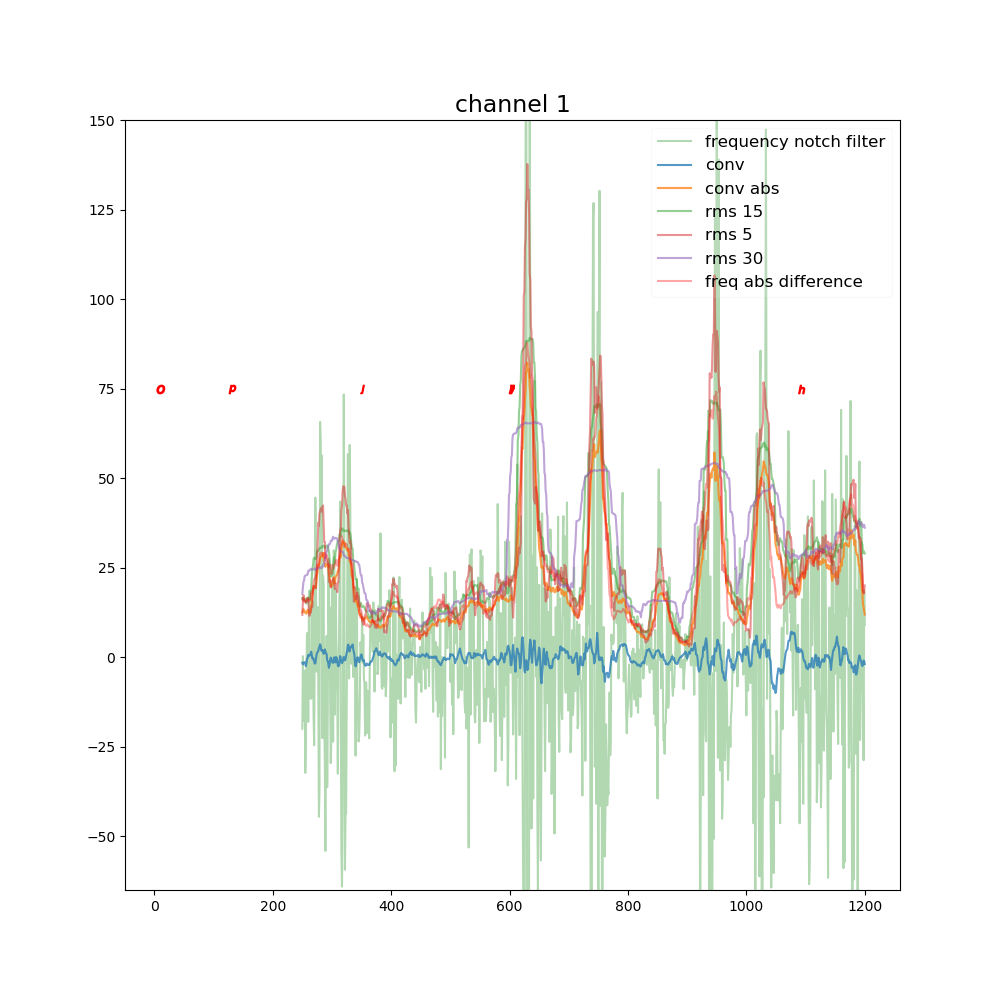 channel 1
150
125
100
75
50
25
0
−25
−50
frequency notch filter
conv
conv abs
rms 15
rms 5
rms 30
freq abs difference
o p j h
0 200 400 600 800 1000 1200